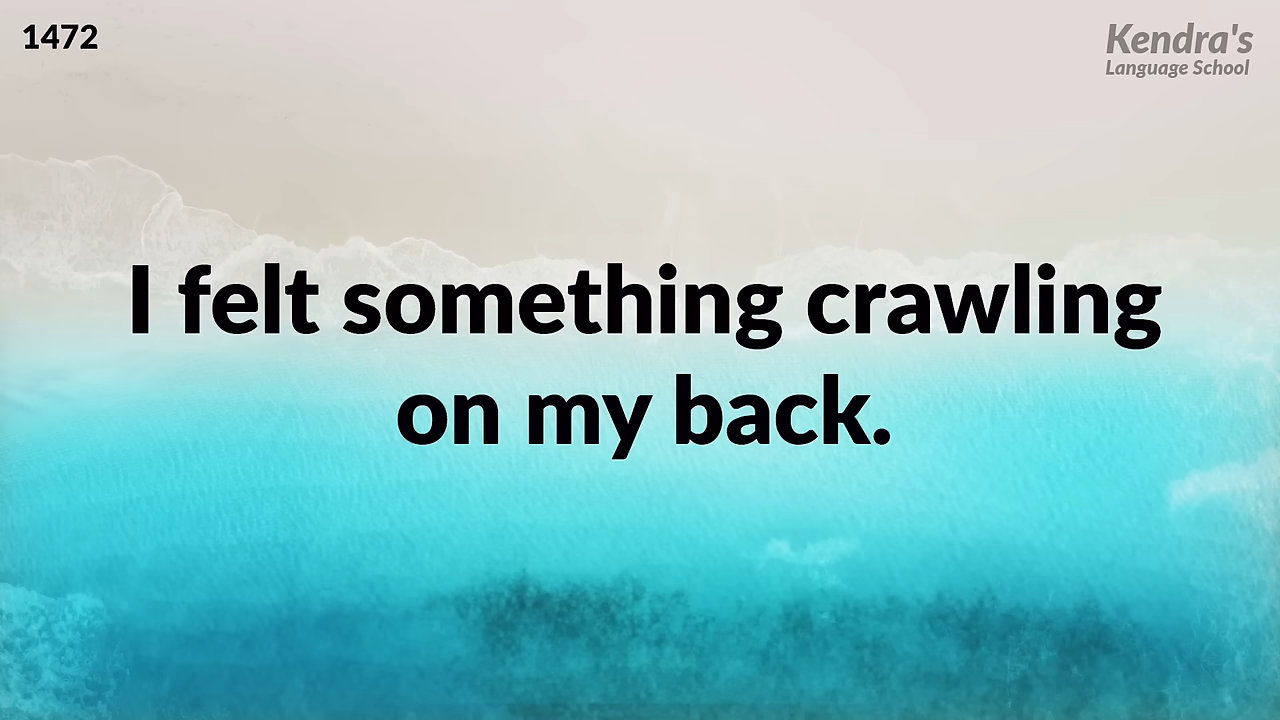 1472
Kendra's
Language School
I felt something crawling
on my back.